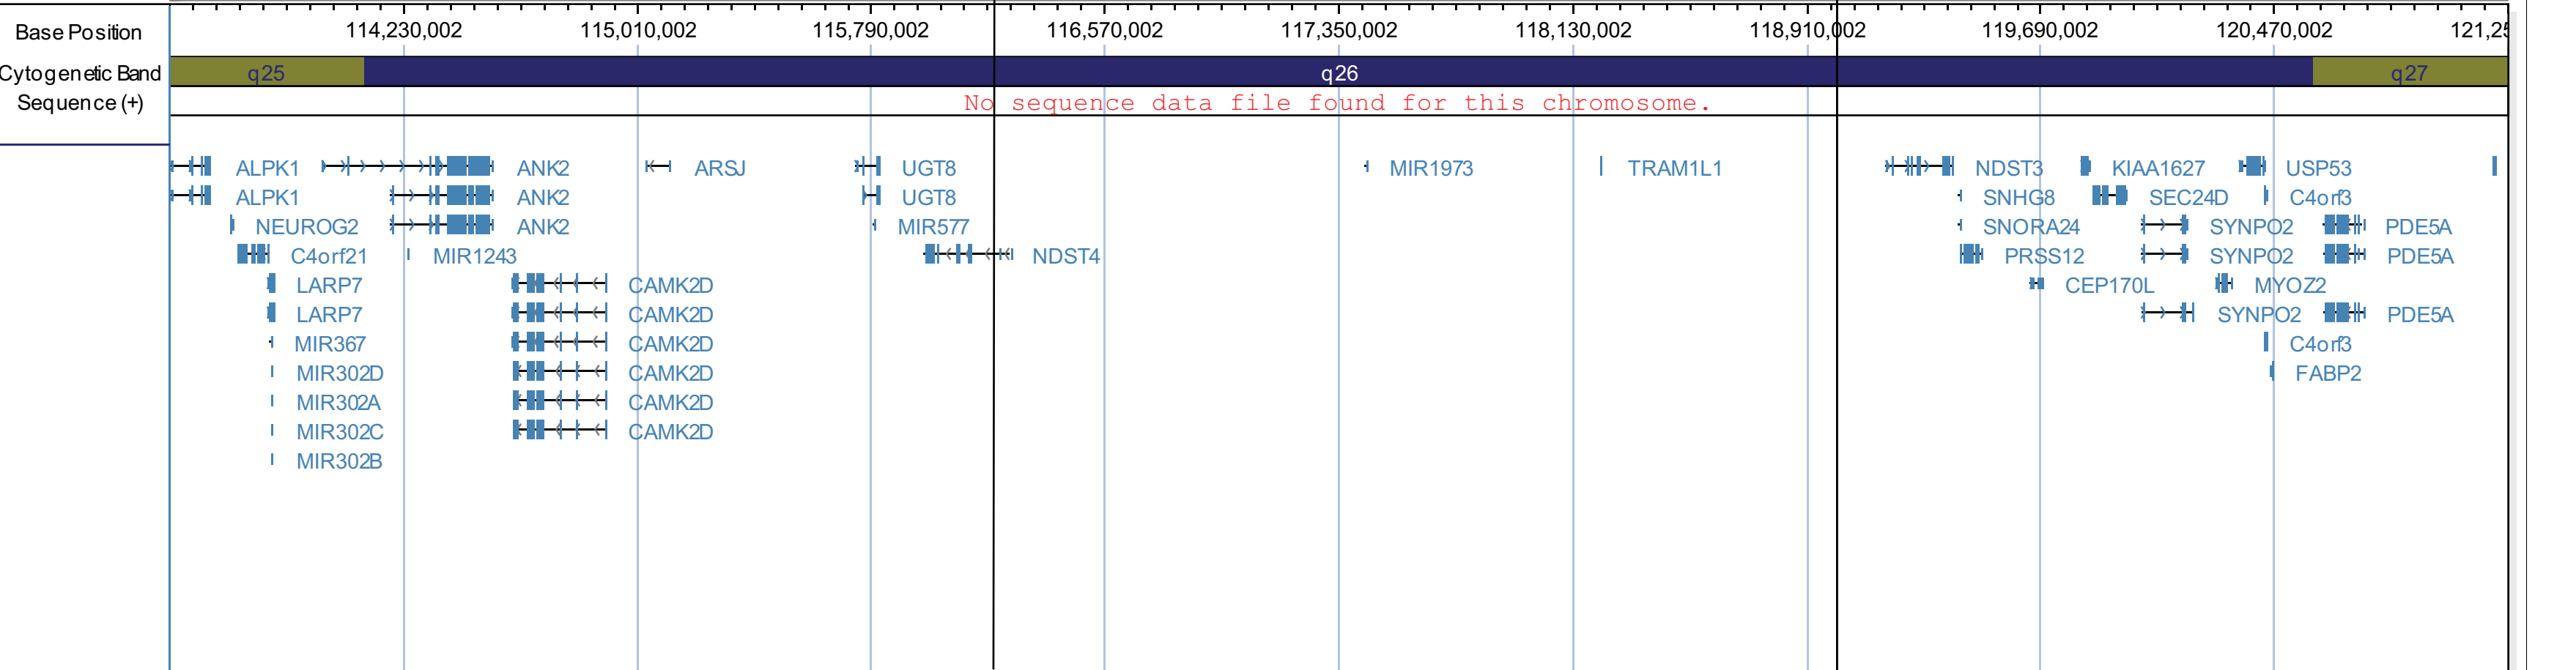 Base Position 114,230,002 115,010,002 115,790,002 116,570,002 117,350,002 118,130,002 118,910,002 119,690,002 120,470,002 121,25
Cytogenetic Band q25 q26 q27
Sequence (+) No sequence data file found for this chromosome.
ALPK1 ANK2 ARSJ UGT8 MIR1973 TRAM1L1 NDST3 KIAA1627 USP53
ALPK1 ANK2 UGT8 SNHG8 SEC24D C4orf3
NEUROG2 ANK2 MIR577 SNORA24 SYNPO2 PDE5A
C4orf21 MIR1243 NDST4 PRSS12 SYNPO2 PDE5A
LARP7 CAMK2D CEP170L MYOZ2
LARP7 CAMK2D SYNPO2 PDE5A
MIR367 CAMK2D C4orf3
MIR302D CAMK2D FABP2
MIR302A CAMK2D
MIR302C CAMK2D
MIR302B